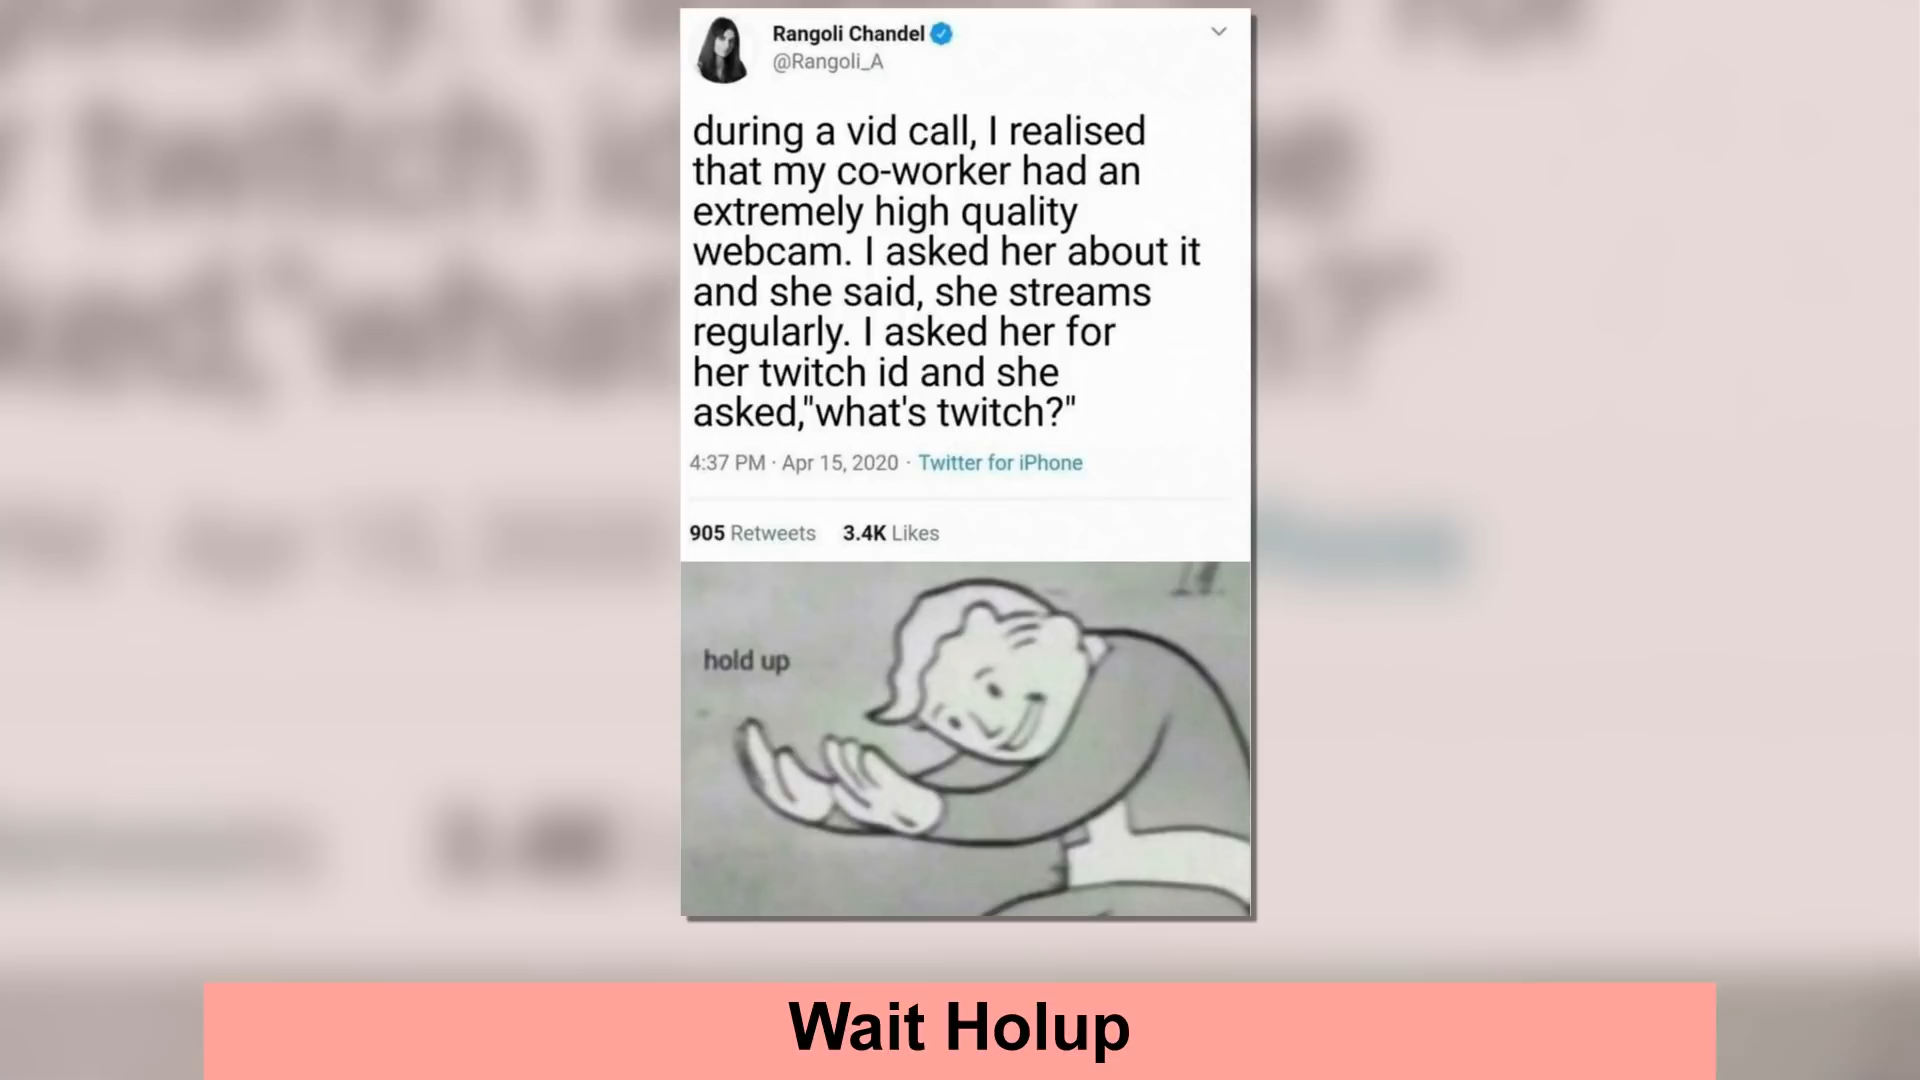 Rangoli Chandel
@Rangoli_A
during a vid call, I realised
that my co-worker had an
extremely high quality
webcam. I asked her about it
and she said, she streams
regularly. I asked her for
her twitch id and she
asked,"what's twitch?"
4:37 PM · Apr 15, 2020 · Twitter for iPhone
905 Retweets 3.4K Likes
hold up
Wait Holup